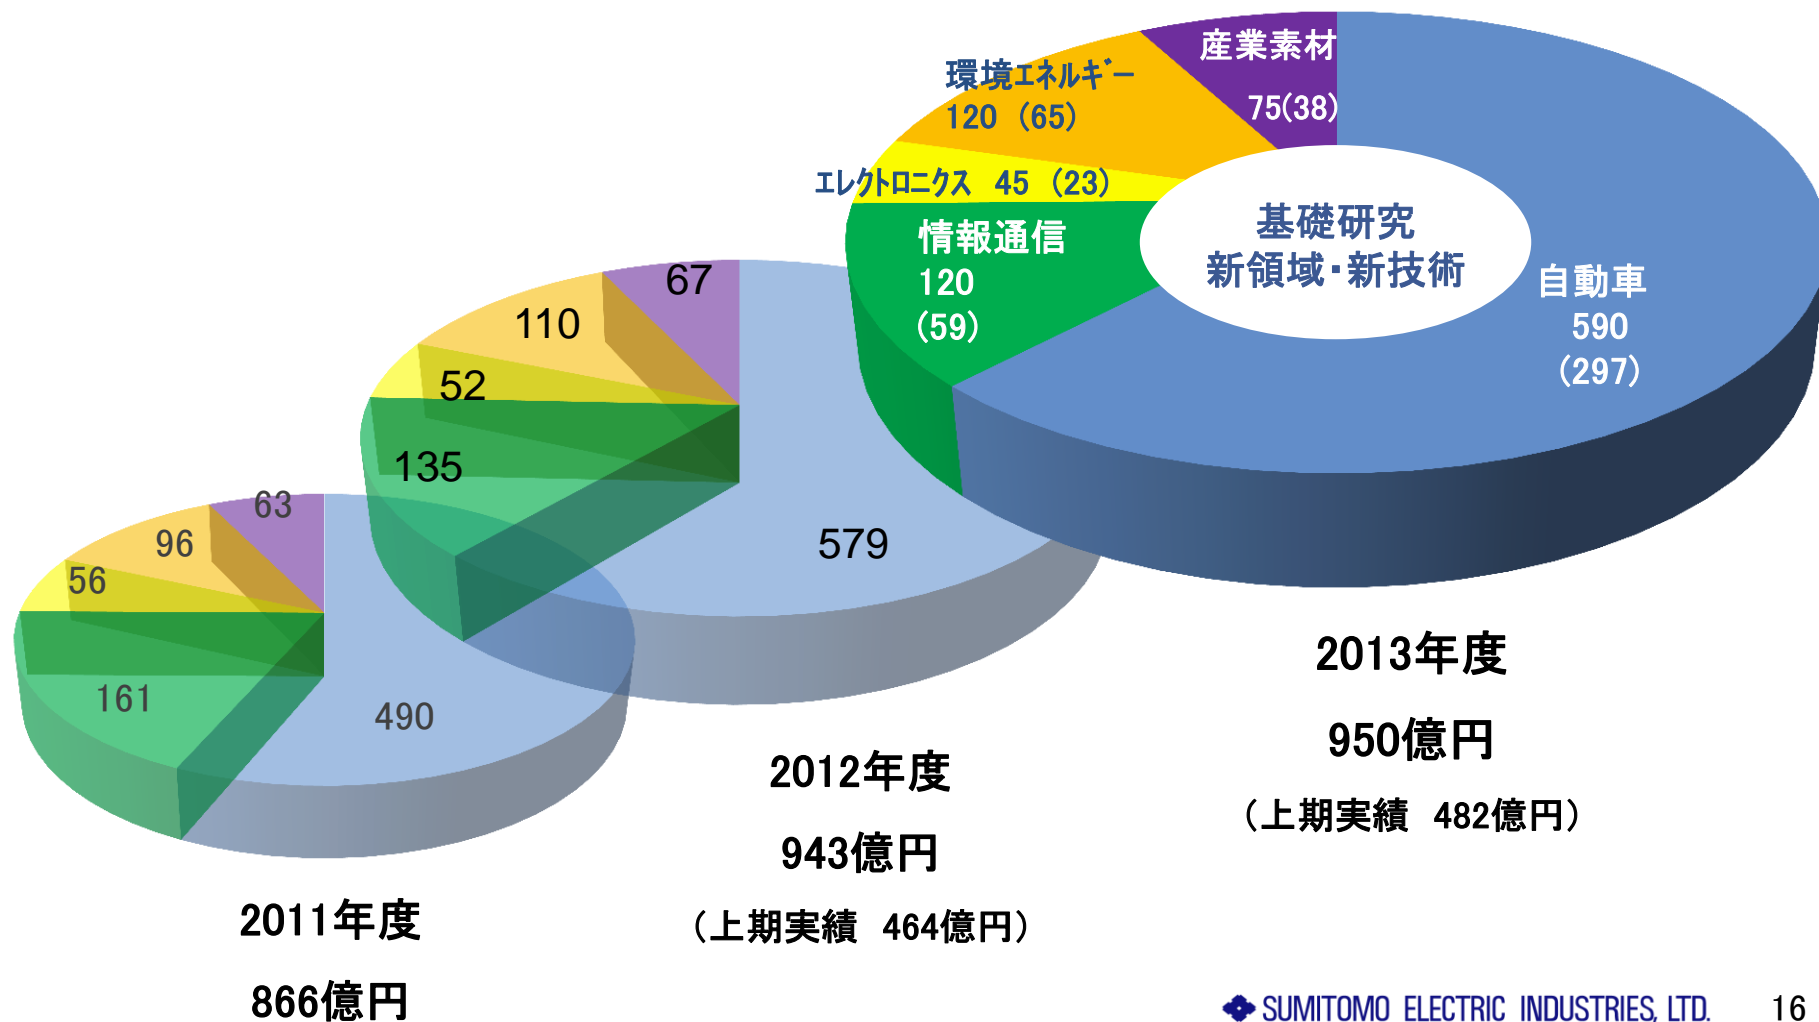 産業素材
75(38)
環境エネルギー
120 (65)
エレクトロニクス 45 (23)
情報通信
120
(59)
基礎研究
新領域・新技術
自動車
590
(297)
67
110
52
135
579
63
96
56
161
490
2013年度
950億円
（上期実績 482億円）
2012年度
943億円
（上期実績 464億円）
2011年度
866億円
SUMITOMO ELECTRIC INDUSTRIES, LTD. 16